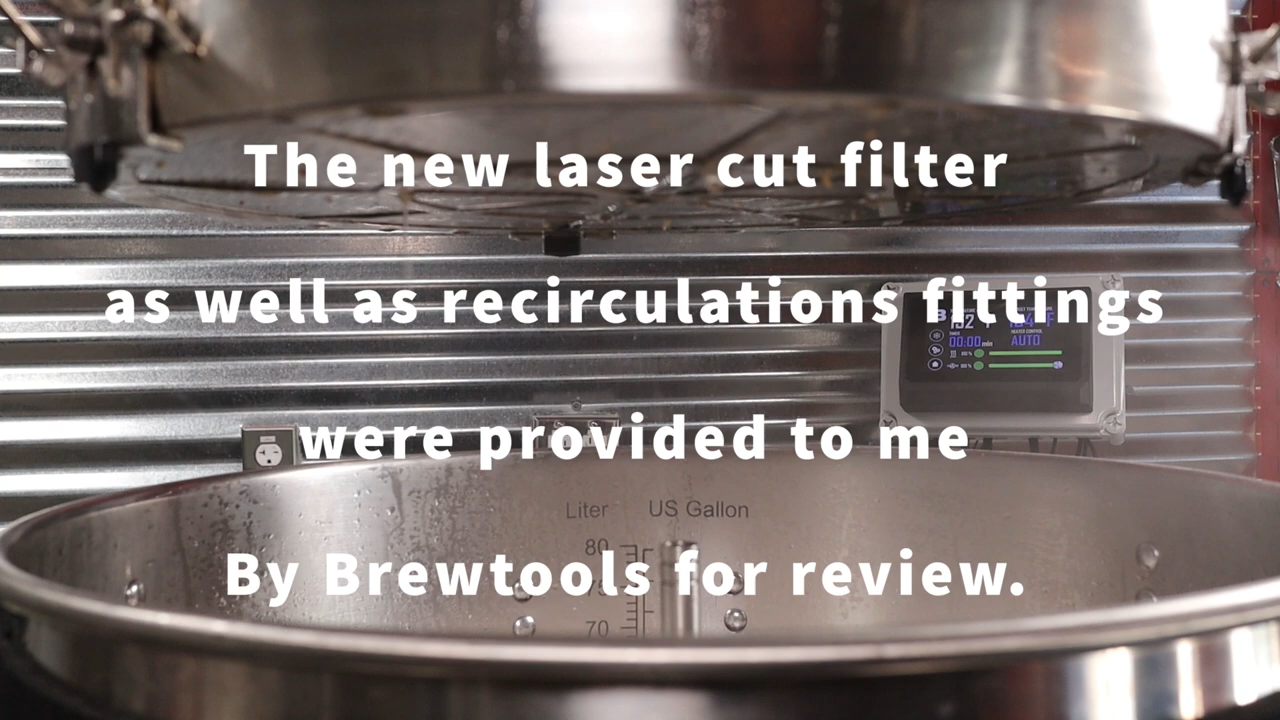 The new laser cut filter
as well as recirculations fittings
00:00 min
AUTO
were provided to me
Liter US Gallon
80
By Brewtools for review.
70